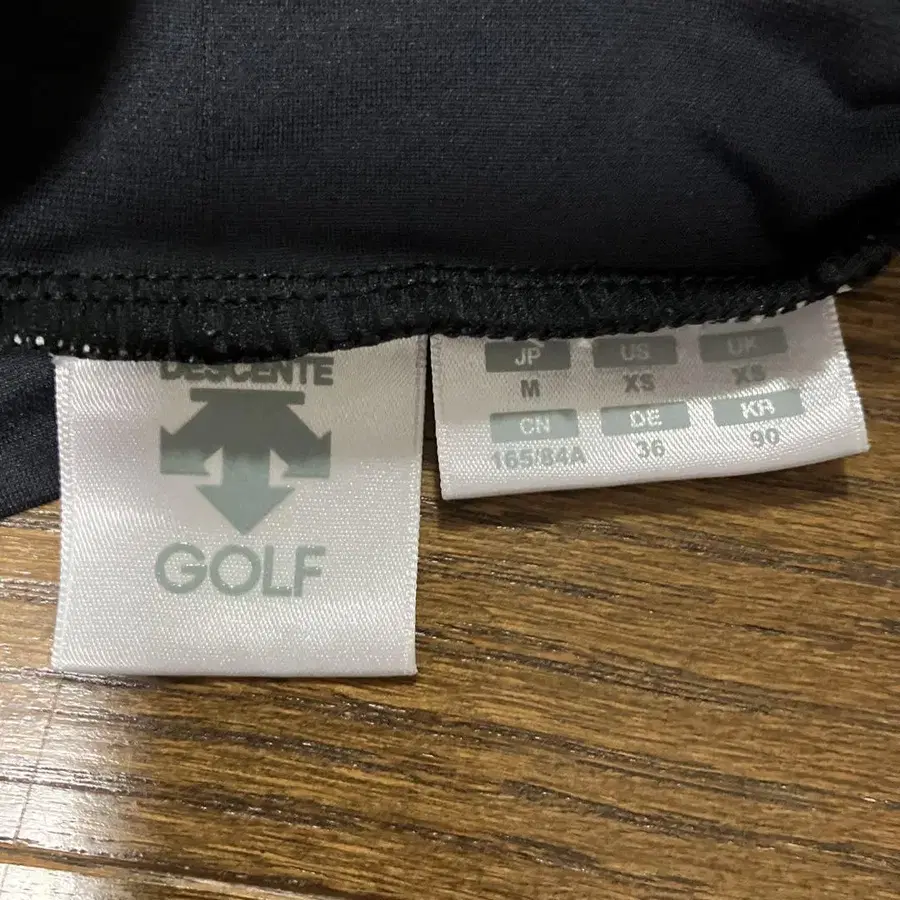 DESCENTE
GOLF
JP US UK
M XS XS
CN DE KR
165/84A 36 90